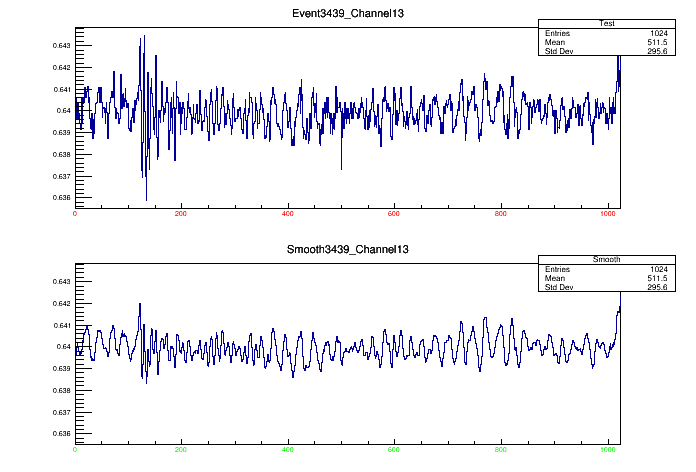 Event3439_Channel13
Test
Entries 1024
Mean 511.5
Std Dev 295.6
0.643
0.642
0.641
0.64
0.639
0.638
0.637
0.636
0 200 400 600 800 1000
Smooth3439_Channel13
Smooth
Entries 1024
Mean 511.5
Std Dev 295.6
0.643
0.642
0.641
0.64
0.639
0.638
0.637
0.636
0 200 400 600 800 1000